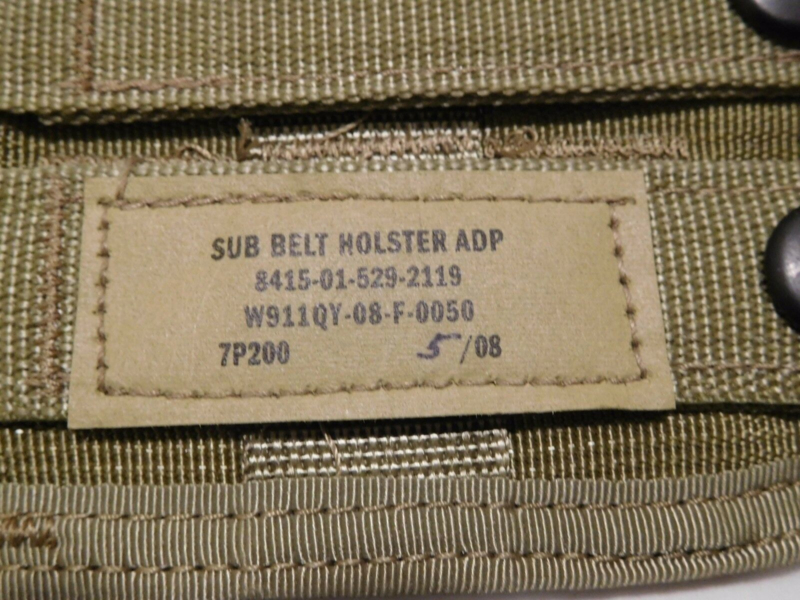 SUB BELT HOLSTER ADP
8415-01-529-2119
W911QY-08-F-0050
7P200 5/08